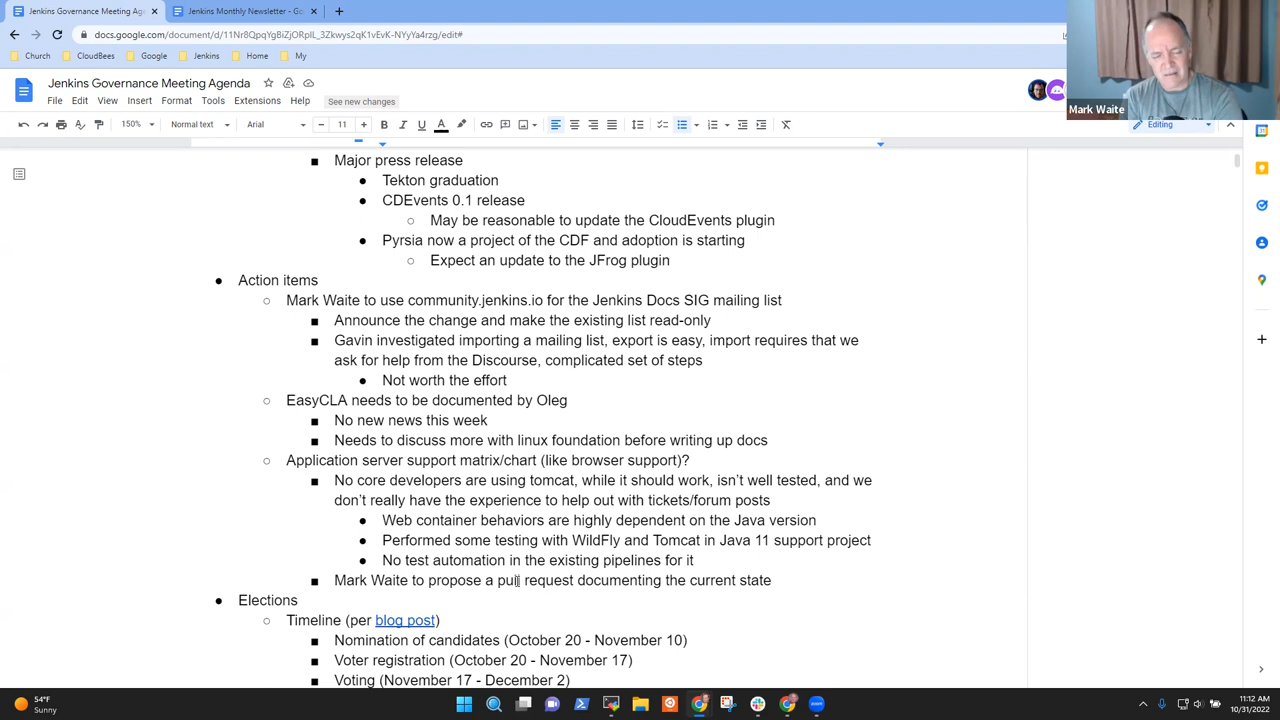 Jenkins Governance Meeting Age
Jenkins Monthly Newsletter - Go
docs.google.com/document/d/11Nr8QpqYgBiZjORpIL_3Zkwys2qK1vEvK-NYyYa4rzg/edit#
Church
CloudBees
Google
Jenkins
Home
My
Jenkins Governance Meeting Agenda
File Edit View Insert Format Tools Extensions Help
See new changes
150%
Normal text
Arial
11
Editing
Mark Waite
Major press release
Tekton graduation
CDEvents 0.1 release
May be reasonable to update the CloudEvents plugin
Pyrsia now a project of the CDF and adoption is starting
Expect an update to the JFrog plugin
Action items
Mark Waite to use community.jenkins.io for the Jenkins Docs SIG mailing list
Announce the change and make the existing list read-only
Gavin investigated importing a mailing list, export is easy, import requires that we
ask for help from the Discourse, complicated set of steps
Not worth the effort
EasyCLA needs to be documented by Oleg
No new news this week
Needs to discuss more with linux foundation before writing up docs
Application server support matrix/chart (like browser support)?
No core developers are using tomcat, while it should work, isn't well tested, and we
don't really have the experience to help out with tickets/forum posts
Web container behaviors are highly dependent on the Java version
Performed some testing with WildFly and Tomcat in Java 11 support project
No test automation in the existing pipelines for it
Mark Waite to propose a pull request documenting the current state
Elections
Timeline (per blog post)
Nomination of candidates (October 20 - November 10)
Voter registration (October 20 - November 17)
Voting (November 17 - December 2)
54°F
Sunny
11:12 AM
10/31/2022